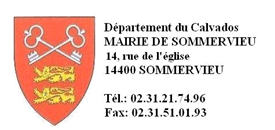 Département du Calvados
MAIRIE DE SOMMERVIEU
14, rue de l'église
14400 SOMMERVIEU
Tél.: 02.31.21.74.96
Fax: 02.31.51.01.93